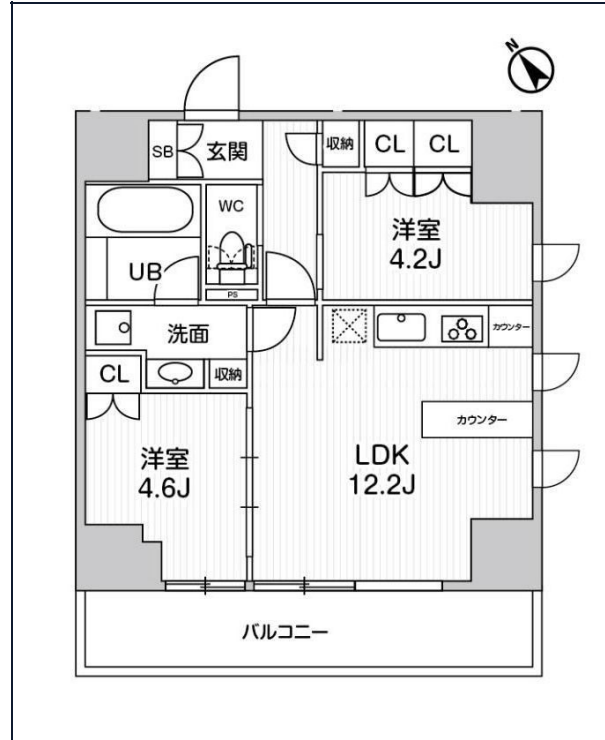 N
SB
玄関
収納
CL
CL
WC
洋室
4.2J
UB
PS
洗面
カウンター
CL
収納
カウンター
洋室
4.6J
LDK
12.2J
バルコニー